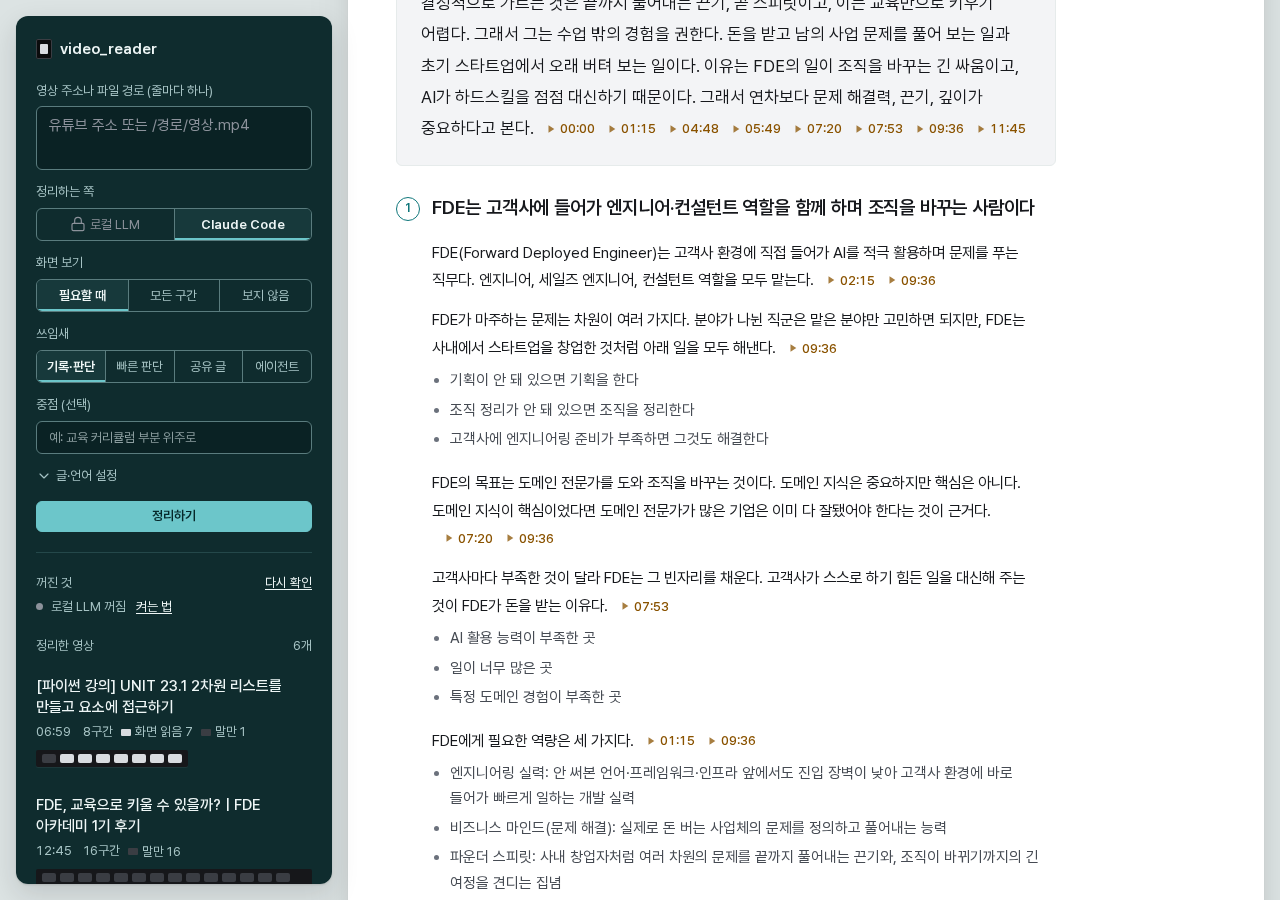 video_reader
영상 주소나 파일 경로 (줄마다 하나)
유튜브 주소 또는 /경로/영상.mp4
정리하는 쪽
로컬 LLM
Claude Code
화면 보기
필요할 때
모든 구간
보지 않음
쓰임새
기록·판단
빠른 판단
공유 글
에이전트
중점 (선택)
예: 교육 커리큘럼 부분 위주로
글·언어 설정
정리하기
꺼진 것
다시 확인
로컬 LLM 꺼짐 켜는 법
정리한 영상
6개
[파이썬 강의] UNIT 23.1 2차원 리스트를
만들고 요소에 접근하기
06:59 8구간 화면 읽음 7 말만 1
FDE, 교육으로 키울 수 있을까? | FDE
아카데미 1기 후기
12:45 16구간 말만 16
결정적으로 가르는 것은 끝까지 풀어내는 끈기, 곧 스피릿이고, 이는 교육만으로 키우기
어렵다. 그래서 그는 수업 밖의 경험을 권한다. 돈을 받고 남의 사업 문제를 풀어 보는 일과
초기 스타트업에서 오래 버텨 보는 일이다. 이유는 FDE의 일이 조직을 바꾸는 긴 싸움이고,
AI가 하드스킬을 점점 대신하기 때문이다. 그래서 연차보다 문제 해결력, 끈기, 깊이가
중요하다고 본다. 00:00 01:15 04:48 05:49 07:20 07:53 09:36 11:45
1 FDE는 고객사에 들어가 엔지니어·컨설턴트 역할을 함께 하며 조직을 바꾸는 사람이다
FDE(Forward Deployed Engineer)는 고객사 환경에 직접 들어가 AI를 적극 활용하며 문제를 푸는
직무다. 엔지니어, 세일즈 엔지니어, 컨설턴트 역할을 모두 맡는다. 02:15 09:36
FDE가 마주하는 문제는 차원이 여러 가지다. 분야가 나뉜 직군은 맡은 분야만 고민하면 되지만, FDE는
사내에서 스타트업을 창업한 것처럼 아래 일을 모두 해낸다. 09:36
기획이 안 돼 있으면 기획을 한다
조직 정리가 안 돼 있으면 조직을 정리한다
고객사에 엔지니어링 준비가 부족하면 그것도 해결한다
FDE의 목표는 도메인 전문가를 도와 조직을 바꾸는 것이다. 도메인 지식은 중요하지만 핵심은 아니다.
도메인 지식이 핵심이었다면 도메인 전문가가 많은 기업은 이미 다 잘됐어야 한다는 것이 근거다.
07:20 09:36
고객사마다 부족한 것이 달라 FDE는 그 빈자리를 채운다. 고객사가 스스로 하기 힘든 일을 대신해 주는
것이 FDE가 돈을 받는 이유다. 07:53
AI 활용 능력이 부족한 곳
일이 너무 많은 곳
특정 도메인 경험이 부족한 곳
FDE에게 필요한 역량은 세 가지다. 01:15 09:36
엔지니어링 실력: 안 써본 언어·프레임워크·인프라 앞에서도 진입 장벽이 낮아 고객사 환경에 바로
들어가 빠르게 일하는 개발 실력
비즈니스 마인드(문제 해결): 실제로 돈 버는 사업체의 문제를 정의하고 풀어내는 능력
파운더 스피릿: 사내 창업자처럼 여러 차원의 문제를 끝까지 풀어내는 끈기와, 조직이 바뀌기까지의 긴
여정을 견디는 집념